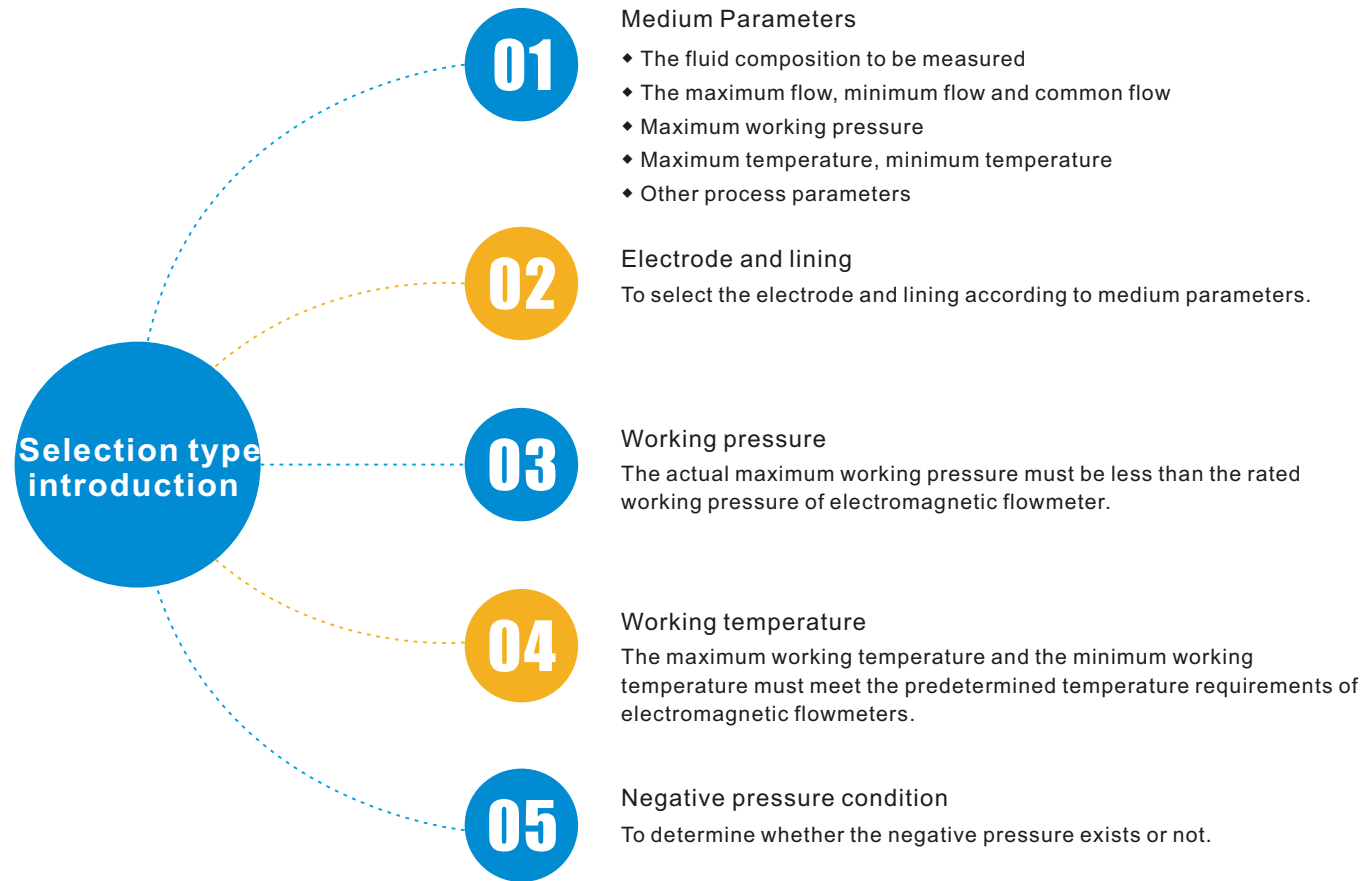 Selection type
introduction
01
Medium Parameters
◆ The fluid composition to be measured
◆ The maximum flow, minimum flow and common flow
◆ Maximum working pressure
◆ Maximum temperature, minimum temperature
◆ Other process parameters
02
Electrode and lining
To select the electrode and lining according to medium parameters.
03
Working pressure
The actual maximum working pressure must be less than the rated
working pressure of electromagnetic flowmeter.
04
Working temperature
The maximum working temperature and the minimum working
temperature must meet the predetermined temperature requirements of
electromagnetic flowmeters.
05
Negative pressure condition
To determine whether the negative pressure exists or not.